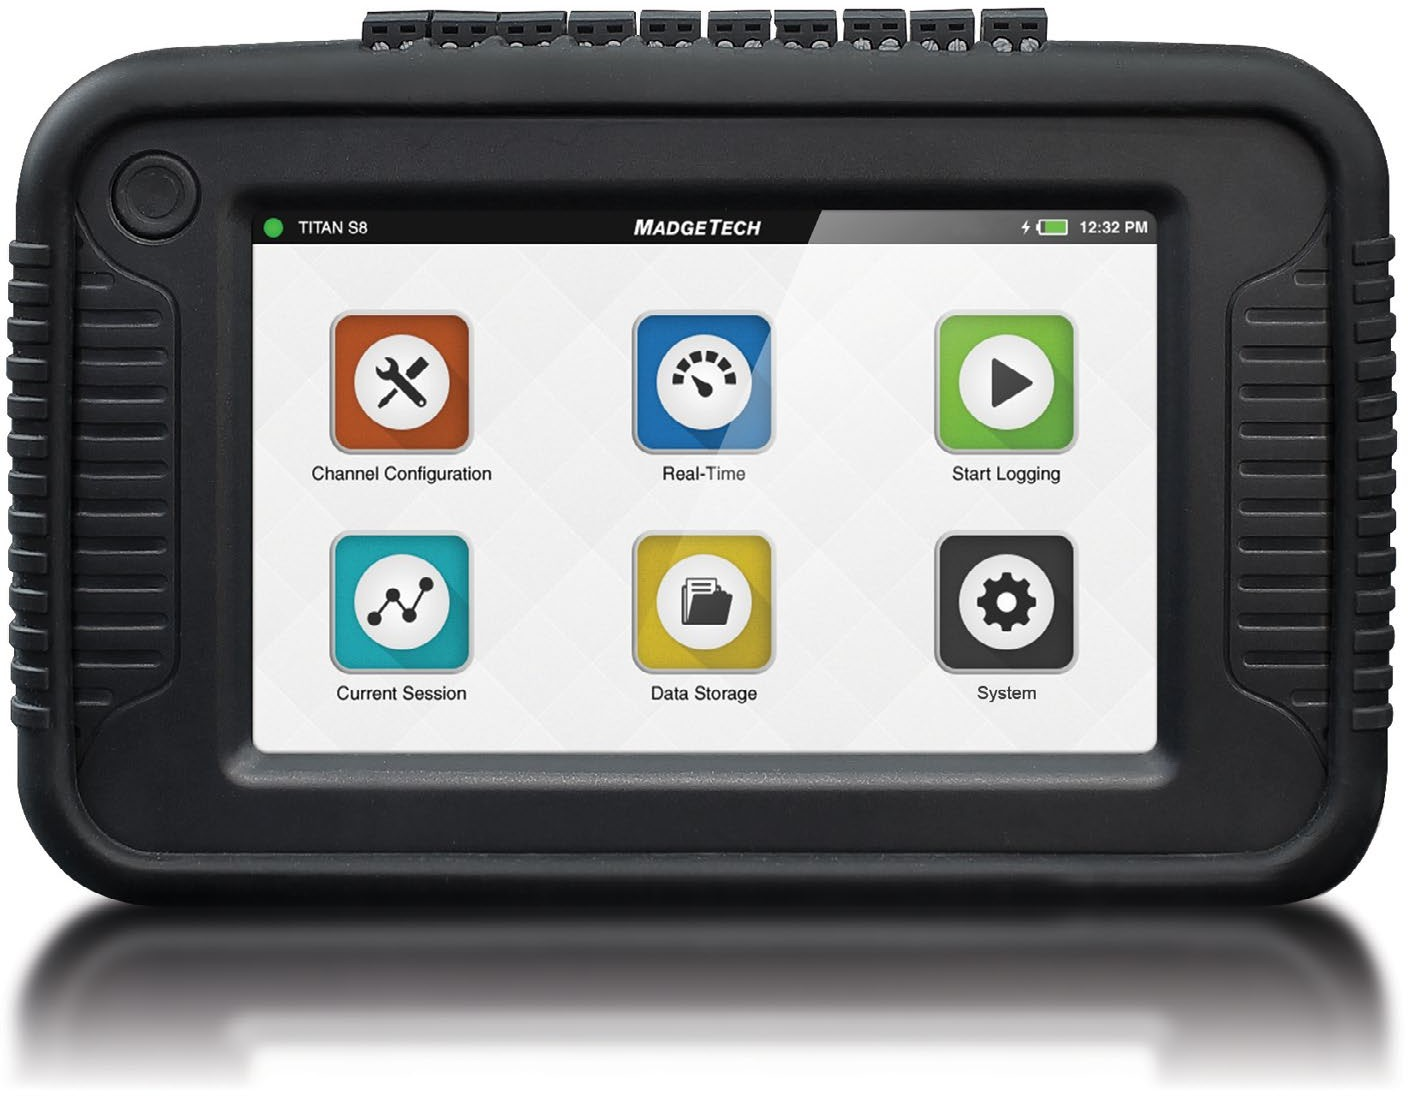 TITAN S8 MADGETECH 12:32 PM
Channel Configuration Real-Time Start Logging
Current Session Data Storage System